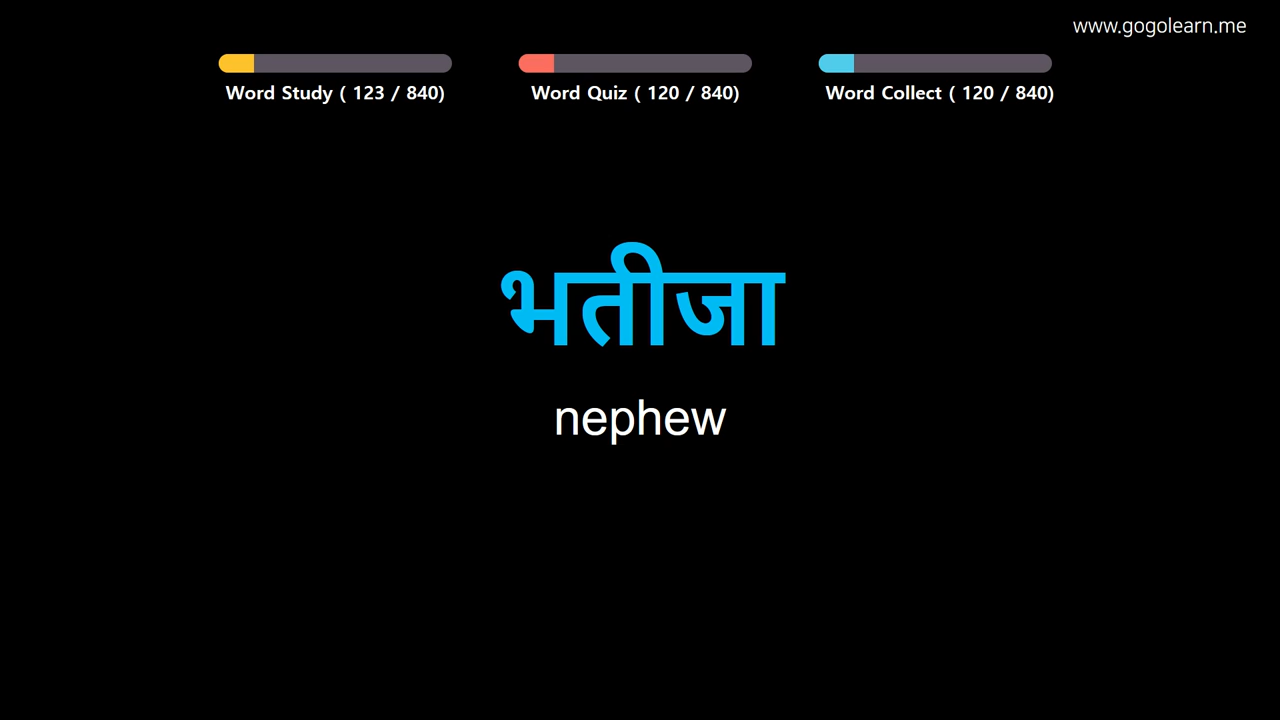 www.gogolearn.me
Word Study ( 123 / 840)
Word Quiz ( 120 / 840)
Word Collect ( 120 / 840)
भतीजा
nephew